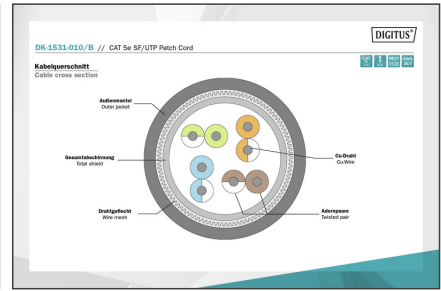 DIGITUS®
DK-1531-010/B // CAT 5e SF/UTP Patch Cord
Kabelquerschnitt
Cable cross section
Außenmantel
Outer jacket
Gesamtabschirmung
Total shield
Drahtgeflecht
Wire mesh
Cu-Draht
Cu-Wire
Adernpaare
Twisted pair